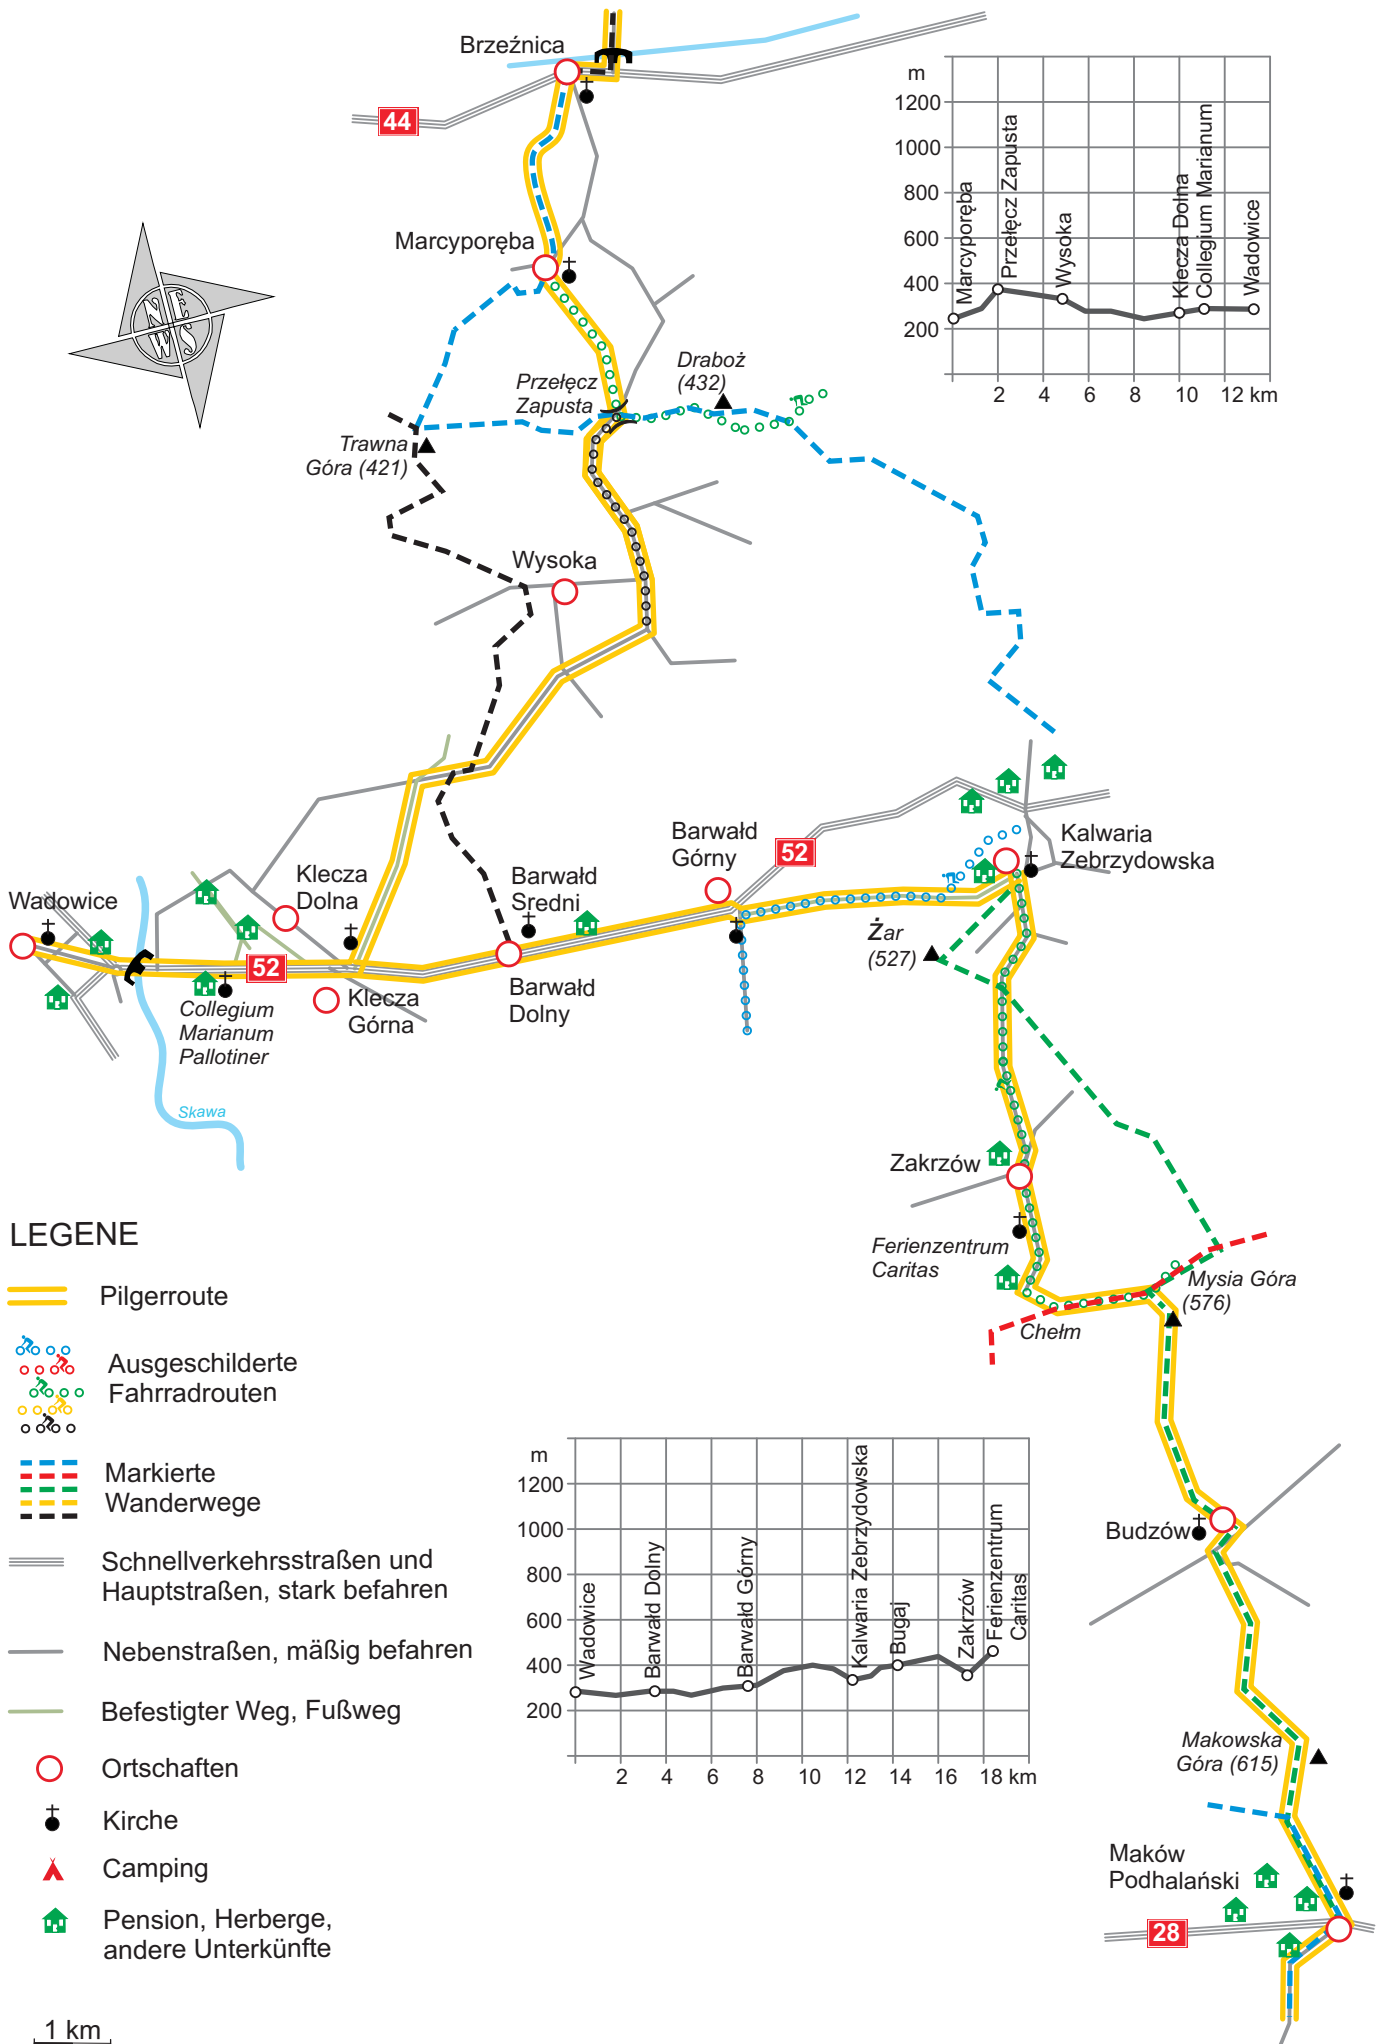 Brzeźnica
44
m
1200
1000
800
600
400
200
Marcyporęba
Przełęcz Zapusta
Wysoka
Klecza Dolna
Collegium Marianum
Wadowice
2
4
6
8
10
12 km
Marcyporęba
N
E
W
S
Draboż
(432)
Przełęcz
Zapusta
Trawna
Góra (421)
Wysoka
Barwałd
Górny
52
Kalwaria
Zebrzydowska
Klecza
Dolna
Barwałd
Sredni
Wadowice
Żar
(527)
52
Collegium
Marianum
Pallotiner
Klecza
Górna
Barwałd
Dolny
Skawa
Zakrzów
Ferienzentrum
Caritas
Mysia Góra
(576)
Chełm
LEGENE
Pilgerroute
Ausgeschilderte
Fahrradrouten
Markierte
Wanderwege
Schnellverkehrsstraßen und
Hauptstraßen, stark befahren
Nebenstraßen, mäßig befahren
Befestigter Weg, Fußweg
Ortschaften
Kirche
Camping
Pension, Herberge,
andere Unterkünfte
1 km
m
1200
1000
800
600
400
200
Wadowice
Barwałd Dolny
Barwałd Górny
Kalwaria Zebrzydowska
Bugaj
Zakrzów
Ferienzentrum
Caritas
2
4
6
8
10
12
14
16
18 km
Budzów
Makowska
Góra (615)
Maków
Podhalański
28